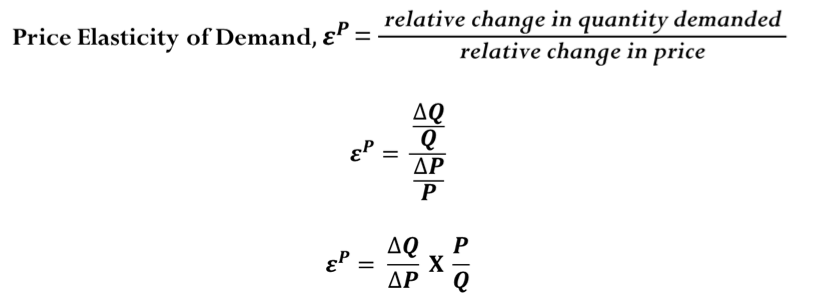 Price Elasticity of Demand, εᴾ = relative change in quantity demanded / relative change in price
εᴾ = (ΔQ / Q) / (ΔP / P)
εᴾ = ΔQ / ΔP X P / Q